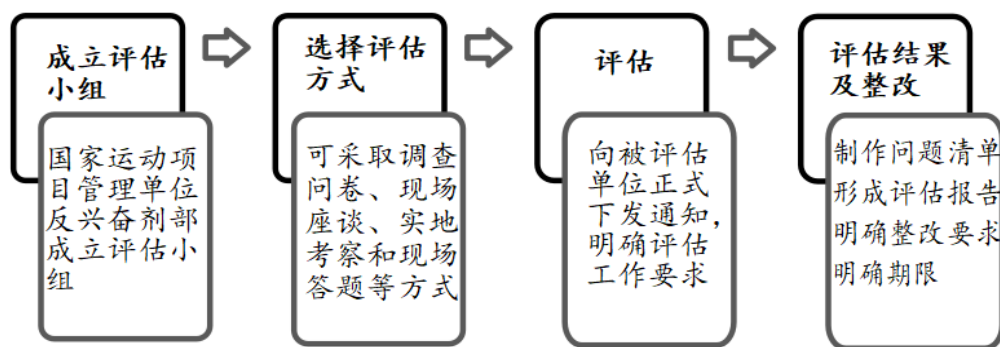 成立评估
小组
国家运动项
目管理单位
反兴奋剂部
成立评估小
组
选择评估
方式
可采取调查
问卷、现场
座谈、实地
考察和现场
答题等方式
评估
向被评估
单位正式
下发通知，
明确评估
工作要求
评估结果
及整改
制作问题清单
形成评估报告
明确整改要求
明确期限